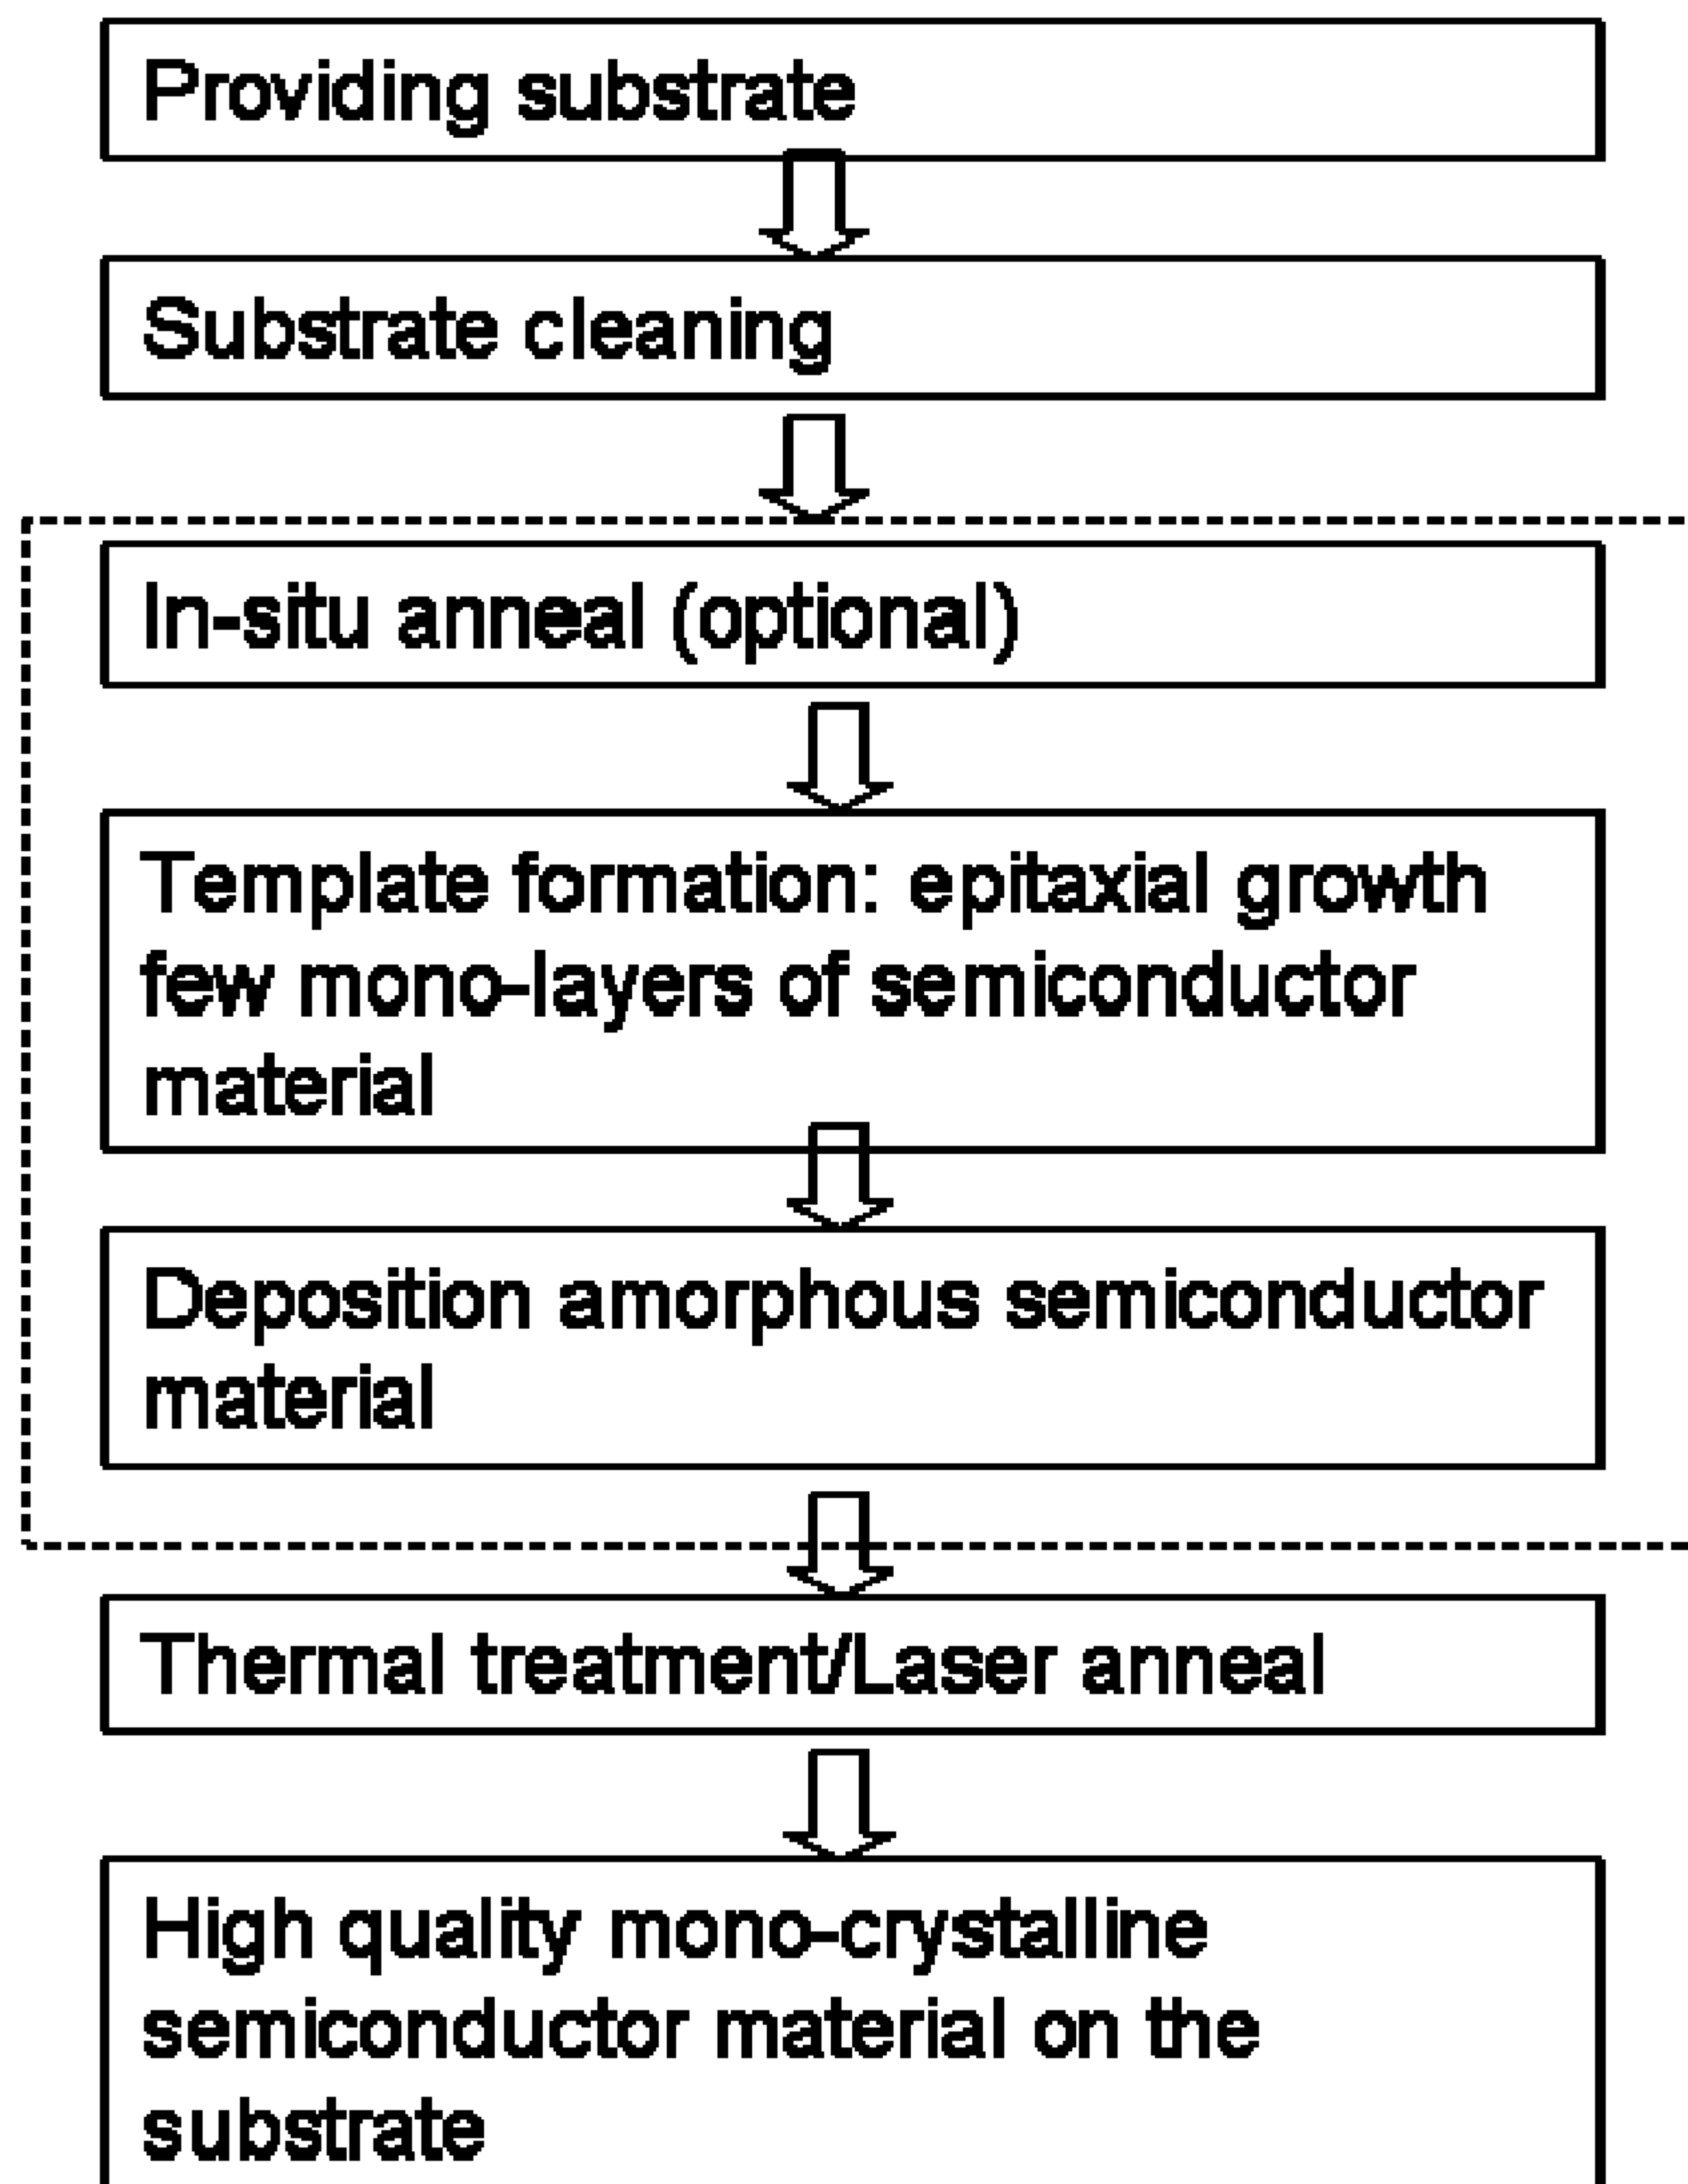 Providing substrate
Substrate cleaning
In-situ anneal (optional)
Template formation: epitaxial growth
few mono-layers of semiconductor
material
Deposition amorphous semiconductor
material
Thermal treatment/Laser anneal
High quality mono-crystalline
semiconductor material on the
substrate